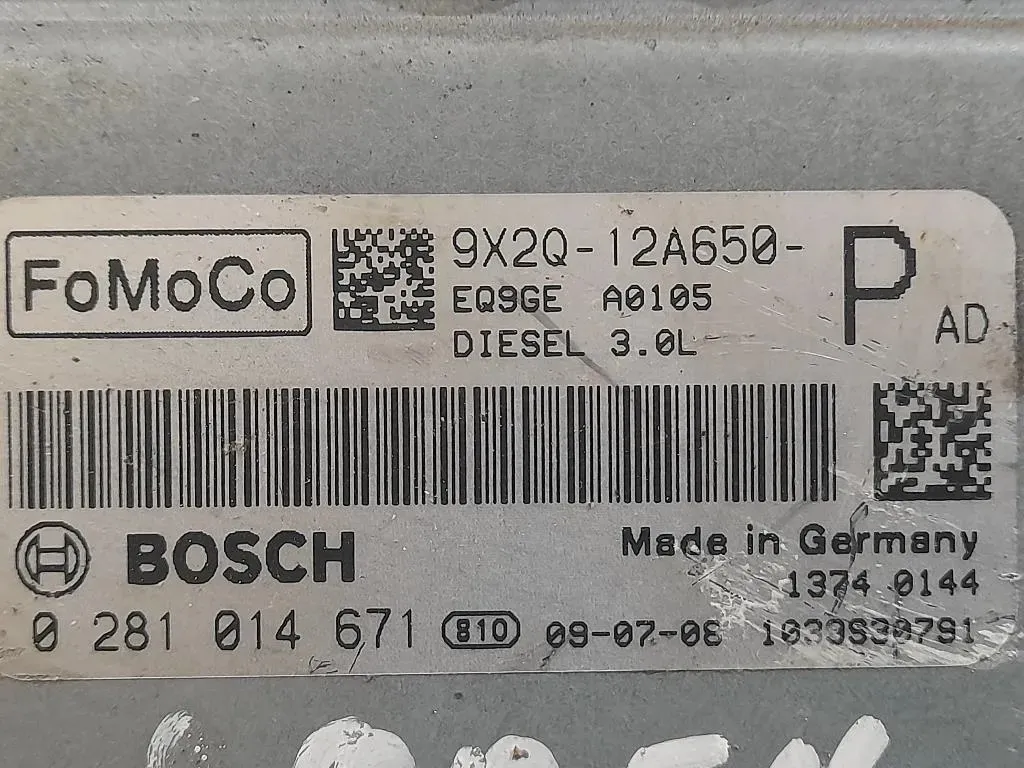 FoMoCo
9X2Q-12A650- P AD
EQ9GE A0105
DIESEL 3.0L
BOSCH
Made in Germany
1374 0144
0 281 014 671 810 09-07-08